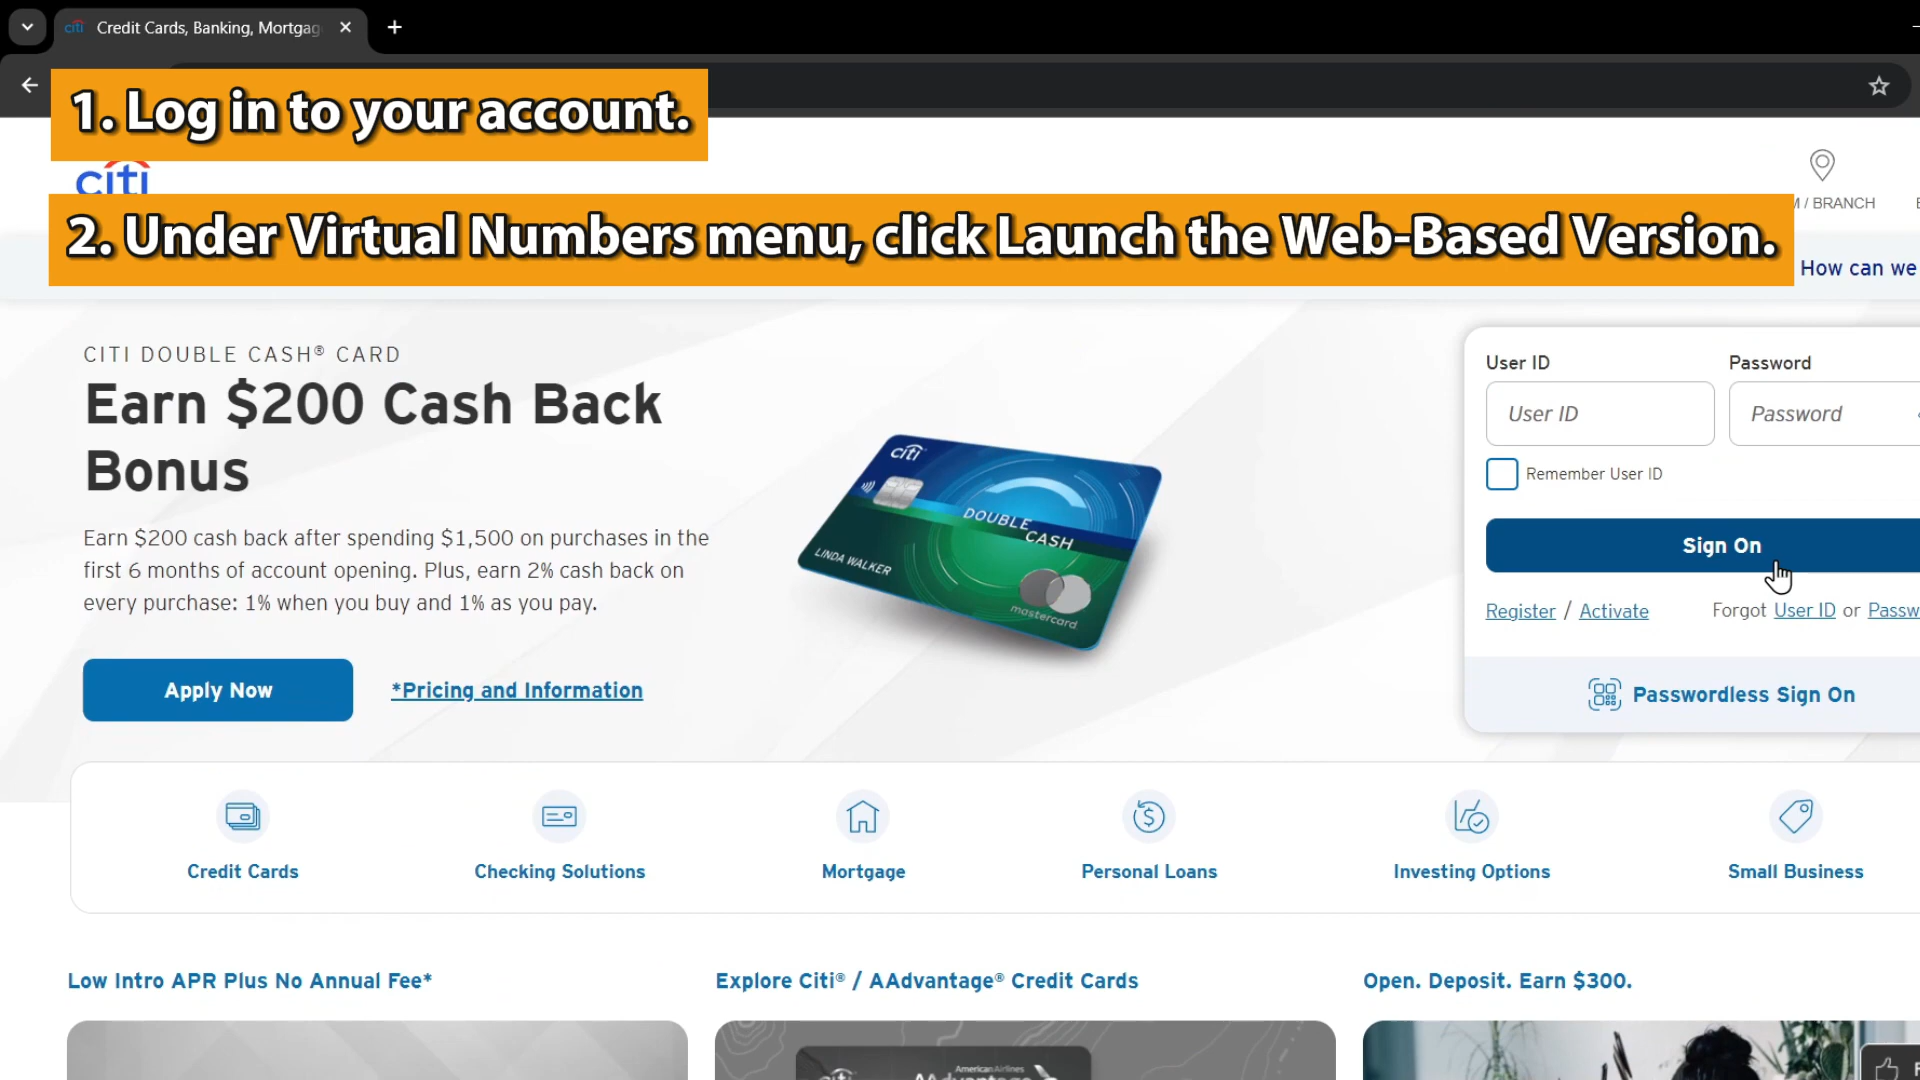 citi Credit Cards, Banking, Mortgag
1. Log in to your account.
citi
2. Under Virtual Numbers menu, click Launch the Web-Based Version.
M / BRANCH
How can we
CITI DOUBLE CASH® CARD
Earn $200 Cash Back
Bonus
Earn $200 cash back after spending $1,500 on purchases in the
first 6 months of account opening. Plus, earn 2% cash back on
every purchase: 1% when you buy and 1% as you pay.
Apply Now
*Pricing and Information
citi
DOUBLE
CASH
LINDA WALKER
mastercard
User ID
Password
User ID
Password
Remember User ID
Sign On
Register / Activate
Forgot User ID or Passw
Passwordless Sign On
Credit Cards
Checking Solutions
Mortgage
Personal Loans
Investing Options
Small Business
Low Intro APR Plus No Annual Fee*
Explore Citi® / AAdvantage® Credit Cards
Open. Deposit. Earn $300.
citi
American Airlines
AAdvantage